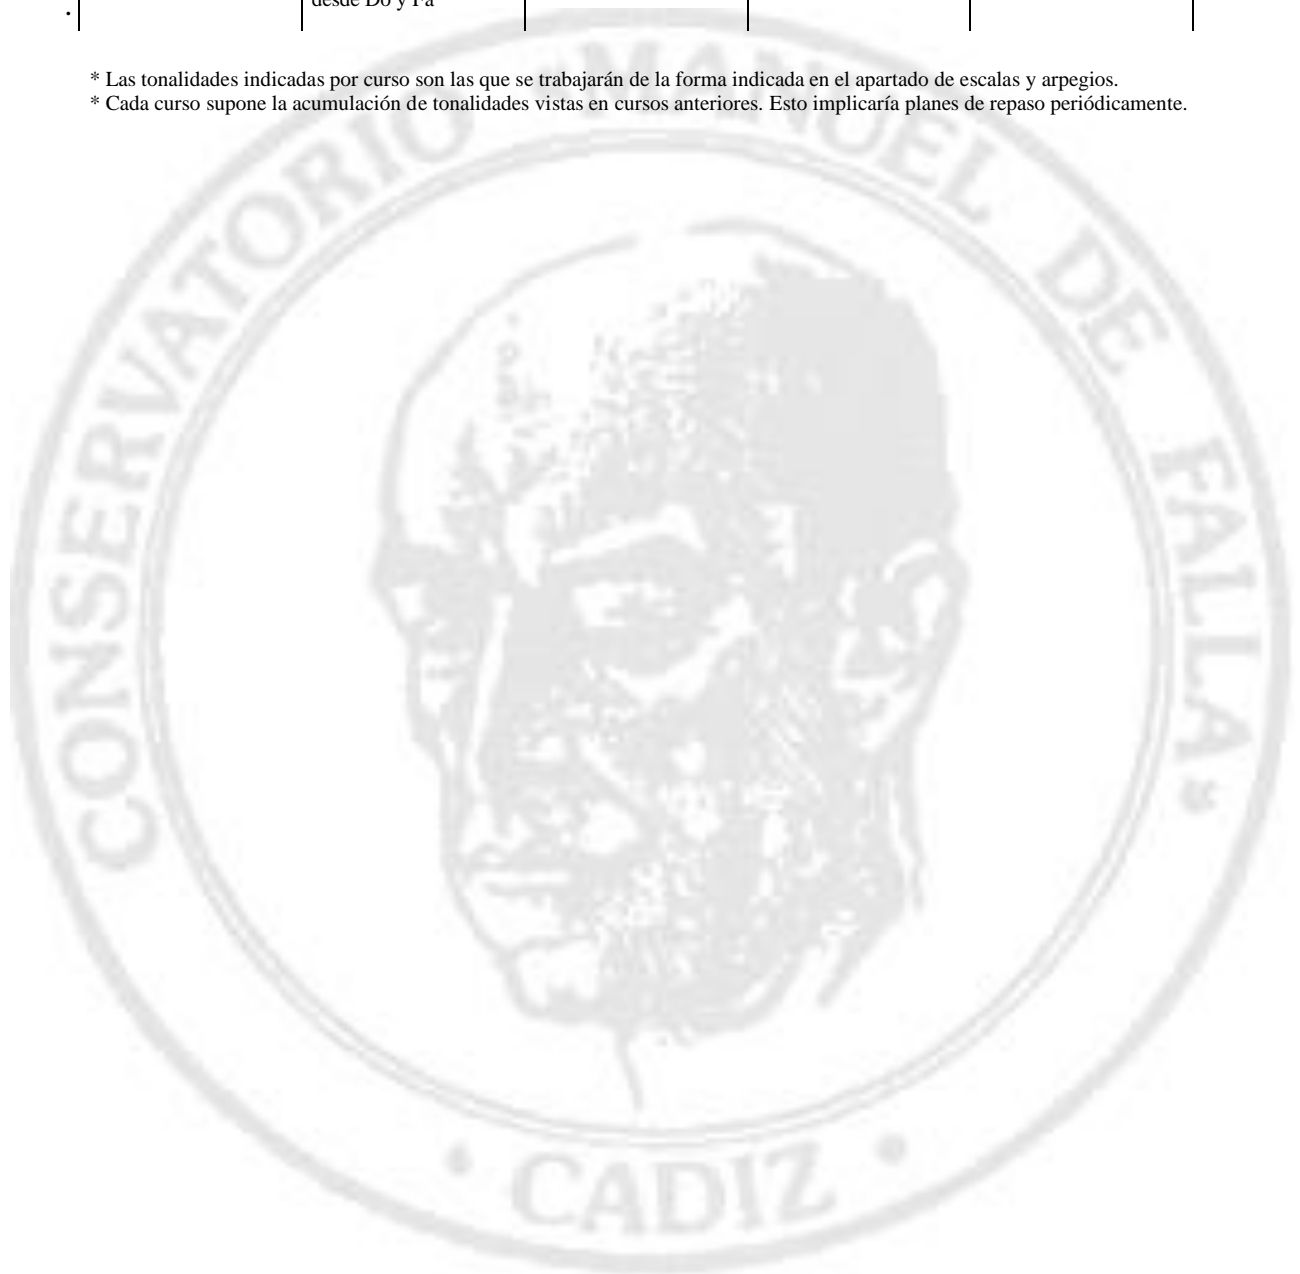 desde Do y Fa
* Las tonalidades indicadas por curso son las que se trabajarán de la forma indicada en el apartado de escalas y arpegios.
* Cada curso supone la acumulación de tonalidades vistas en cursos anteriores. Esto implicaría planes de repaso periódicamente.
CONSERVATORIO "MANOEL DE FALLA"
· CADIZ ·